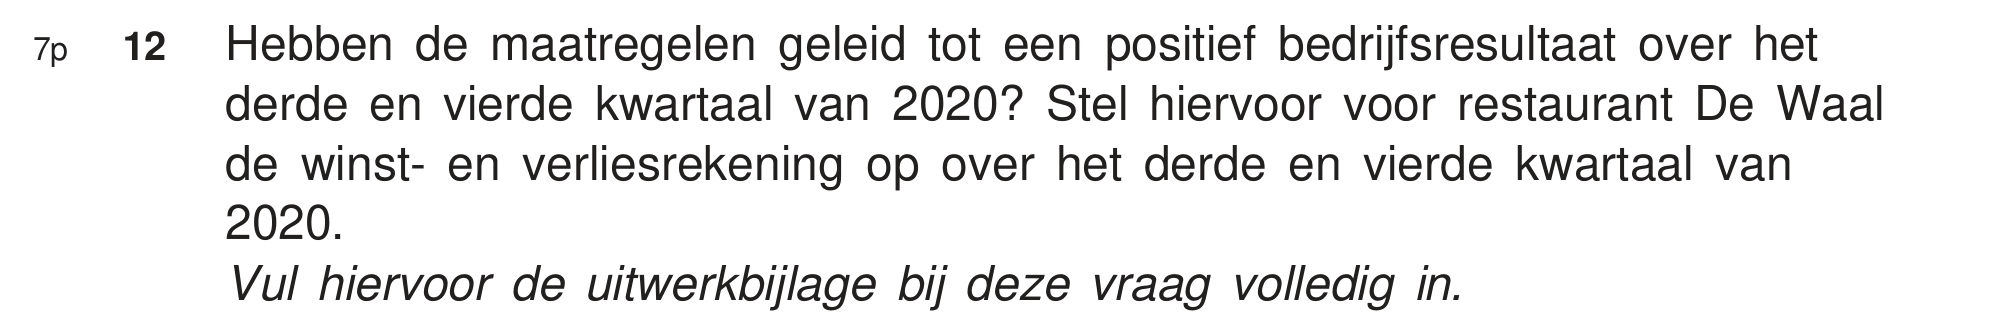 7p 12 Hebben de maatregelen geleid tot een positief bedrijfsresultaat over het
derde en vierde kwartaal van 2020? Stel hiervoor voor restaurant De Waal
de winst- en verliesrekening op over het derde en vierde kwartaal van
2020.
Vul hiervoor de uitwerkbijlage bij deze vraag volledig in.